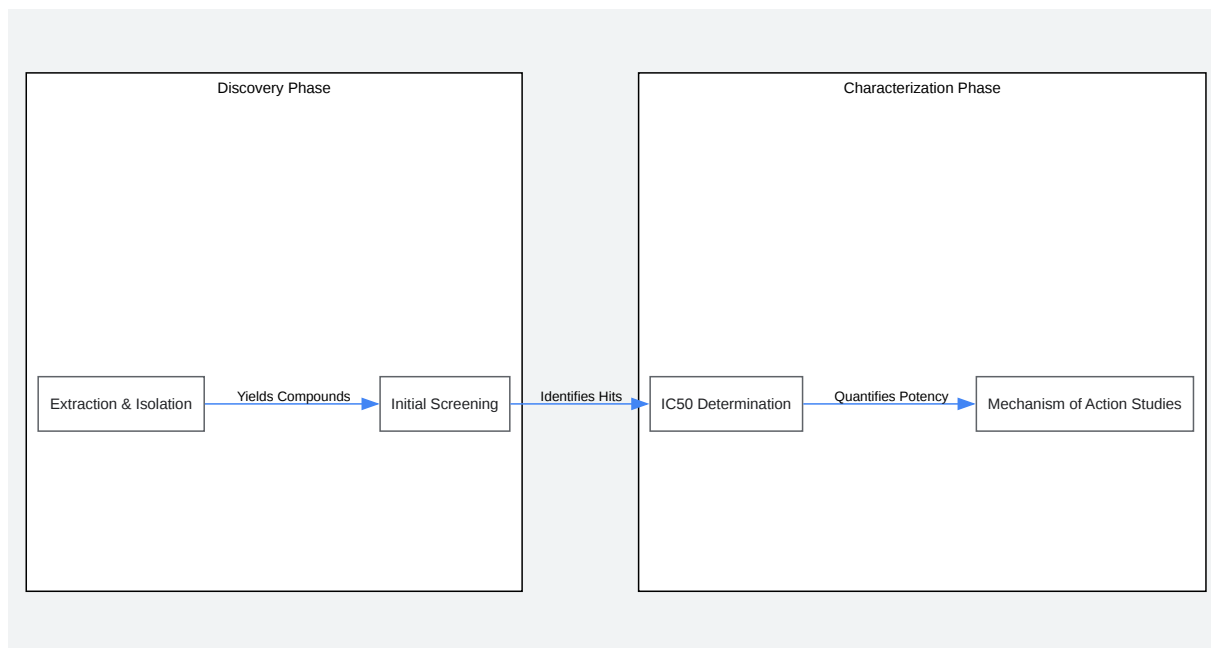 Discovery Phase
Characterization Phase
Extraction & Isolation
Yields Compounds
Initial Screening
Identifies Hits
IC50 Determination
Quantifies Potency
Mechanism of Action Studies